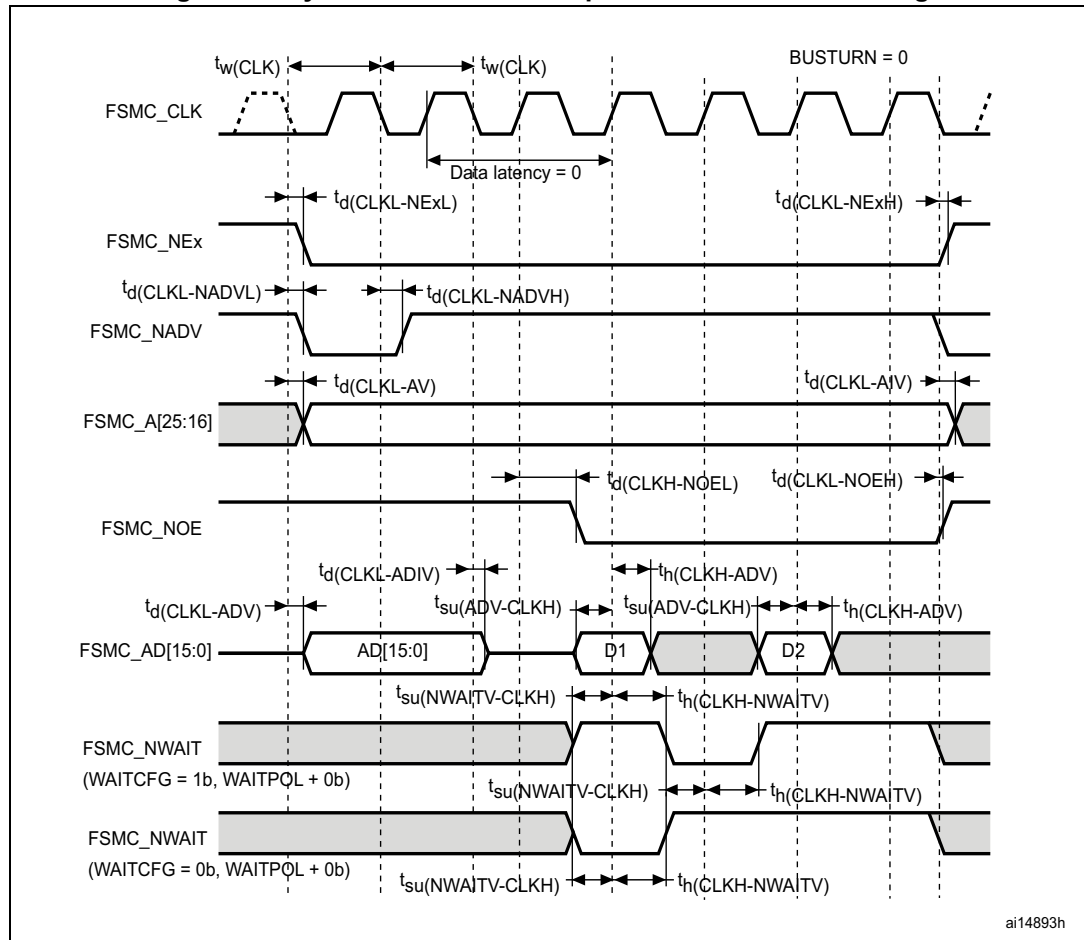 tw(CLK) tw(CLK) BUSTURN = 0
FSMC_CLK
Data latency = 0
td(CLKL-NExL) td(CLKL-NExH)
FSMC_NEx
td(CLKL-NADVL) td(CLKL-NADVH)
FSMC_NADV
td(CLKL-AV) td(CLKL-AIV)
FSMC_A[25:16]
td(CLKH-NOEL) td(CLKL-NOEH)
FSMC_NOE
td(CLKL-ADIV) th(CLKH-ADV)
td(CLKL-ADV) tsu(ADV-CLKH) tsu(ADV-CLKH) th(CLKH-ADV)
FSMC_AD[15:0] AD[15:0] D1 D2
tsu(NWAITV-CLKH) th(CLKH-NWAITV)
FSMC_NWAIT
(WAITCFG = 1b, WAITPOL + 0b)
tsu(NWAITV-CLKH) th(CLKH-NWAITV)
FSMC_NWAIT
(WAITCFG = 0b, WAITPOL + 0b)
tsu(NWAITV-CLKH) th(CLKH-NWAITV)
ai14893h